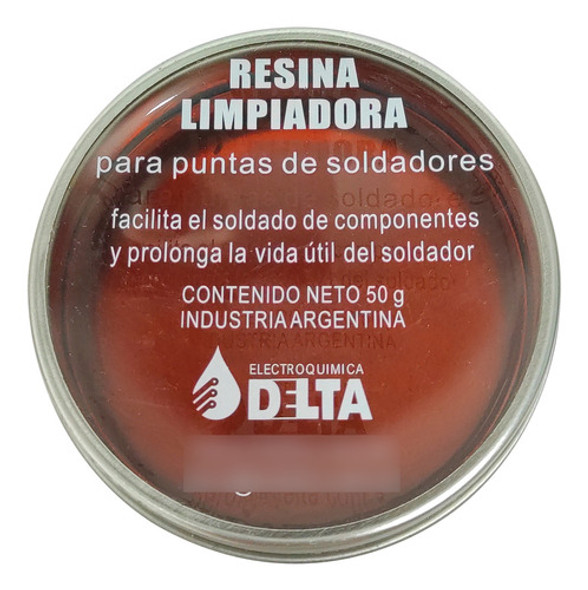 RESINA
LIMPIADORA
para puntas de soldadores
facilita el soldado de componentes
y prolonga la vida útil del soldador
CONTENIDO NETO 50 g
INDUSTRIA ARGENTINA
ELECTROQUIMICA
DELTA